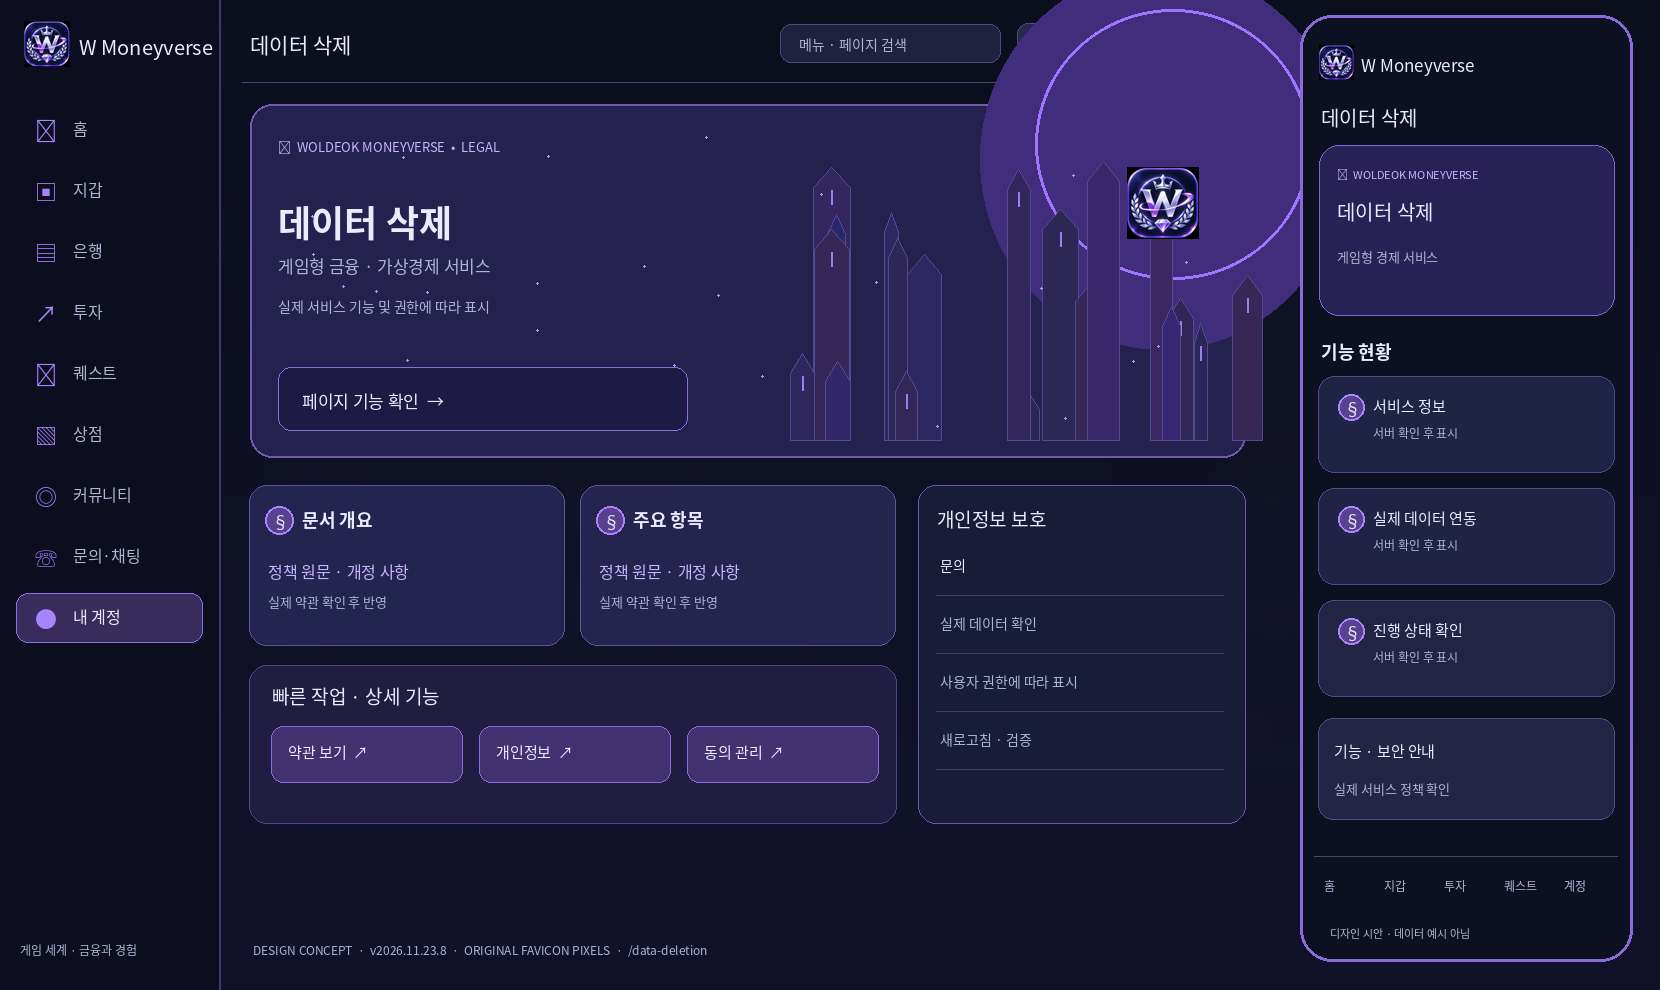 W Moneyverse
홈
지갑
은행
투자
퀘스트
상점
커뮤니티
문의·채팅
내 계정
게임 세계 · 금융과 경험
데이터 삭제
메뉴 · 페이지 검색
WOLDEOK MONEYVERSE • LEGAL
데이터 삭제
게임형 금융 · 가상경제 서비스
실제 서비스 기능 및 권한에 따라 표시
페이지 기능 확인 →
§ 문서 개요
정책 원문 · 개정 사항
실제 약관 확인 후 반영
§ 주요 항목
정책 원문 · 개정 사항
실제 약관 확인 후 반영
빠른 작업 · 상세 기능
약관 보기 ↗
개인정보 ↗
동의 관리 ↗
개인정보 보호
문의
실제 데이터 확인
사용자 권한에 따라 표시
새로고침 · 검증
DESIGN CONCEPT · v2026.11.23.8 · ORIGINAL FAVICON PIXELS · /data-deletion
W Moneyverse
데이터 삭제
WOLDEOK MONEYVERSE
데이터 삭제
게임형 경제 서비스
기능 현황
§ 서비스 정보
서버 확인 후 표시
§ 실제 데이터 연동
서버 확인 후 표시
§ 진행 상태 확인
서버 확인 후 표시
기능 · 보안 안내
실제 서비스 정책 확인
홈 지갑 투자 퀘스트 계정
디자인 시안 · 데이터 예시 아님